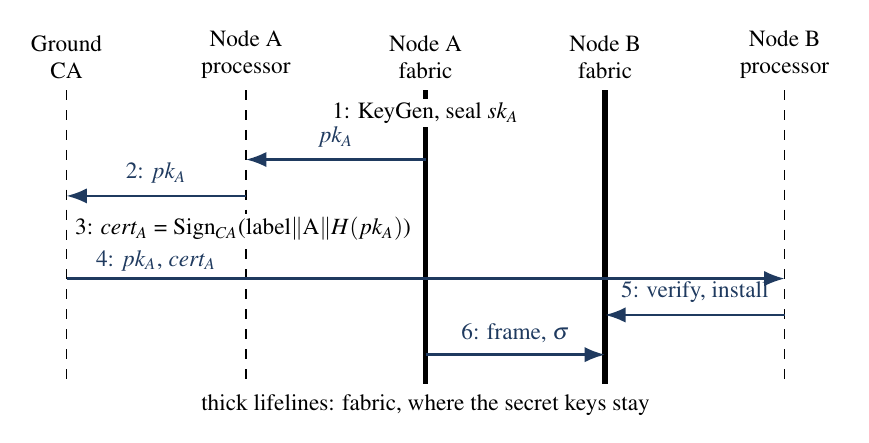 Ground
CA
Node A
processor
Node A
fabric
Node B
fabric
Node B
processor
1: KeyGen, seal sk_A
pk_A
2: pk_A
3: cert_A = Sign_CA(label∥A∥H(pk_A))
4: pk_A, cert_A
5: verify, install
6: frame, σ
thick lifelines: fabric, where the secret keys stay